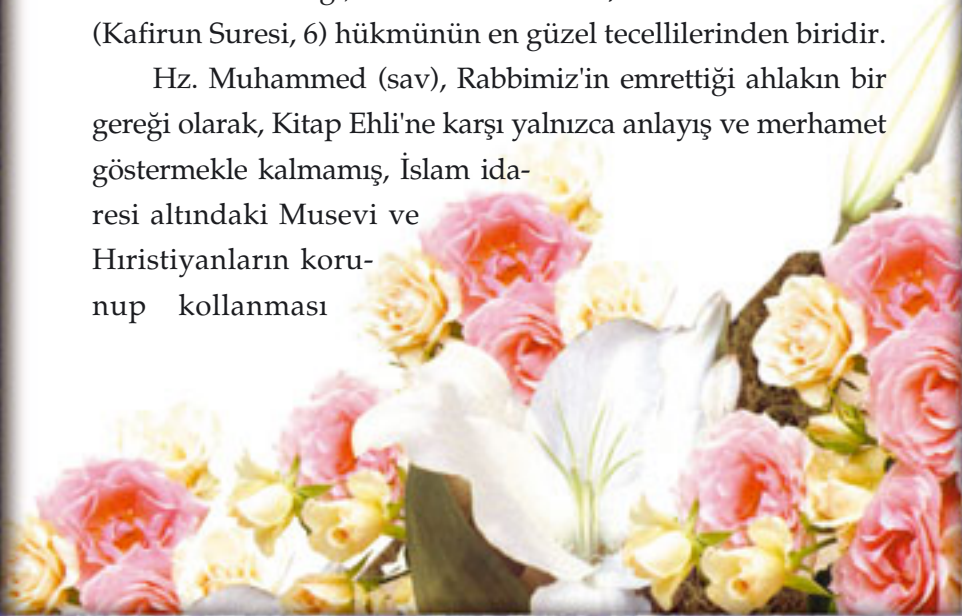 (Kafirun Suresi, 6) hükmünün en güzel tecellilerinden biridir.
Hz. Muhammed (sav), Rabbimiz'in emrettiği ahlakın bir
gereği olarak, Kitap Ehli'ne karşı yalnızca anlayış ve merhamet
göstermekle kalmamış, İslam ida-
resi altındaki Musevi ve
Hıristiyanların koru-
nup kollanması